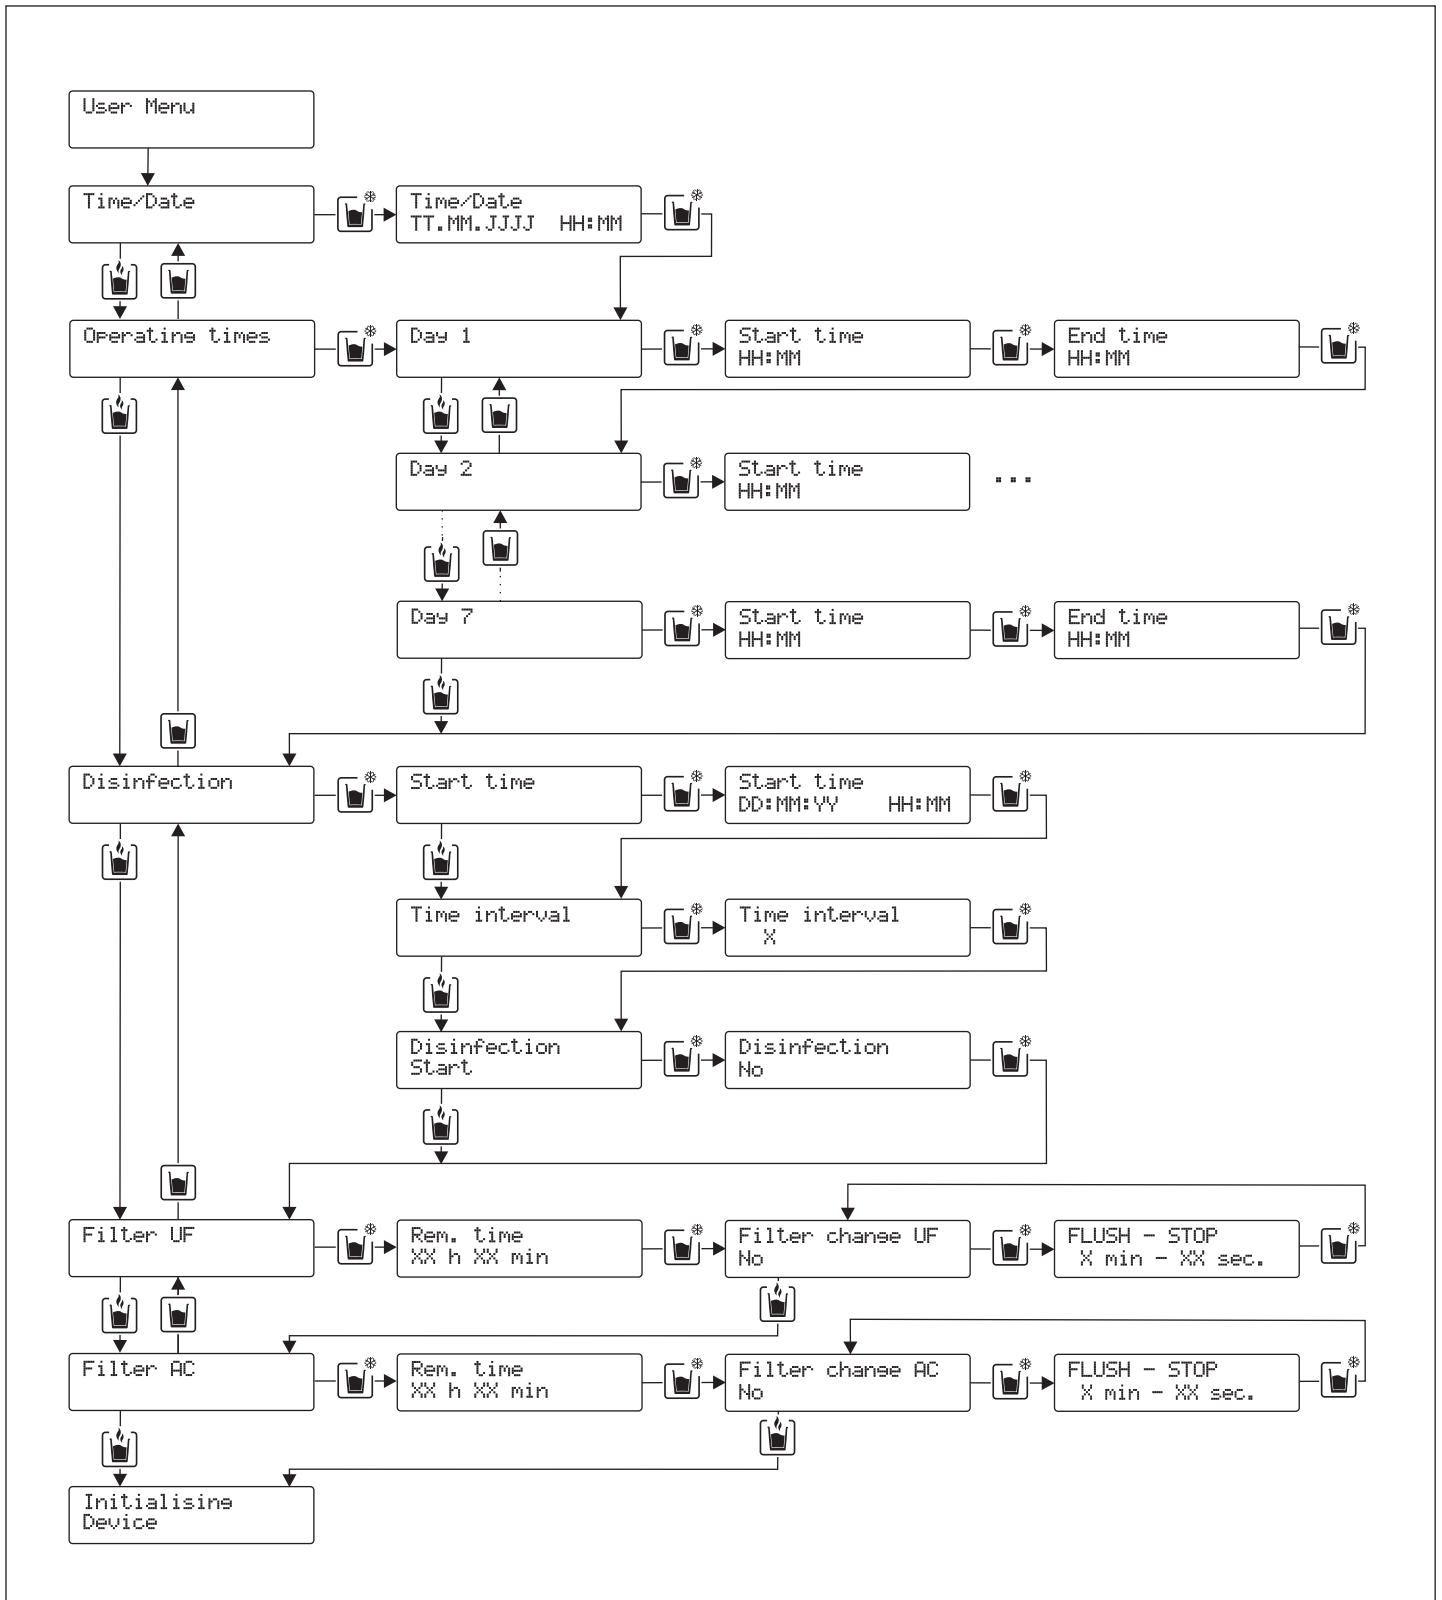 User Menu
Time/Date
Time/Date
TT.MM.JJJJ HH:MM
Operating times
Day 1
Start time
HH:MM
End time
HH:MM
Day 2
Start time
HH:MM
...
Day 7
Start time
HH:MM
End time
HH:MM
Disinfection
Start time
Start time
DD:MM:YY HH:MM
Time interval
Time interval
X
Disinfection
Start
Disinfection
No
Filter UF
Rem. time
XX h XX min
Filter change UF
No
FLUSH - STOP
X min - XX sec.
Filter AC
Rem. time
XX h XX min
Filter change AC
No
FLUSH - STOP
X min - XX sec.
Initialising
Device